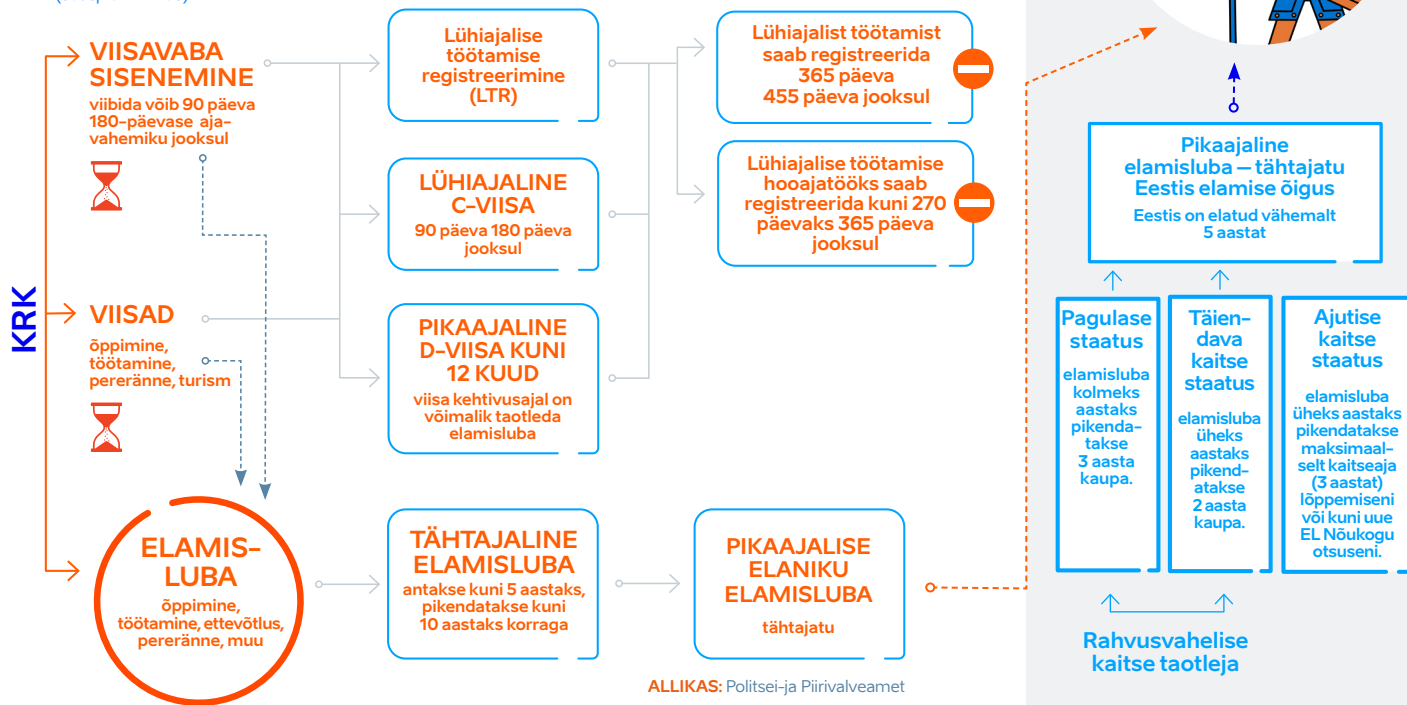 KRK
VIISAVABA
SISENEMINE
viibida võib 90 päeva
180-päevase aja-
vahemiku jooksul
VIISAD
õppimine,
töötamine,
pereränne, turism
ELAMIS-
LUBA
õppimine,
töötamine, ettevõtlus,
pereränne, muu
Lühiajalise
töötamise
registreerimine
(LTR)
LÜHIAJALINE
C-VIISA
90 päeva 180 päeva
jooksul
PIKAAJALINE
D-VIISA KUNI
12 KUUD
viisa kehtivusajal on
võimalik taotleda
elamisluba
TÄHTAJALINE
ELAMISLUBA
antakse kuni 5 aastaks,
pikendatakse kuni
10 aastaks korraga
Lühiajalist töötamist
saab registreerida
365 päeva
455 päeva jooksul
Lühiajalise töötamise
hooajatööks saab
registreerida kuni 270
päevaks 365 päeva
jooksul
PIKAAJALISE
ELANIKU
ELAMISLUBA
tähtajatu
ALLIKAS: Politsei-ja Piirivalveamet
Pikaajaline
elamisluba – tähtajatu
Eestis elamise õigus
Eestis on elatud vähemalt
5 aastat
Pagulase
staatus
elamisluba
kolmeks
aastaks
pikenda-
takse
3 aasta
kaupa.
Täien-
dava
kaitse
staatus
elamisluba
üheks
aastaks
pikend-
atakse
2 aasta
kaupa.
Ajutise
kaitse
staatus
elamisluba
üheks aastaks
pikendatakse
maksimaal-
selt kaitseaja
(3 aastat)
lõppemiseni
või kuni uue
EL Nõukogu
otsuseni.
Rahvusvahelise
kaitse taotleja